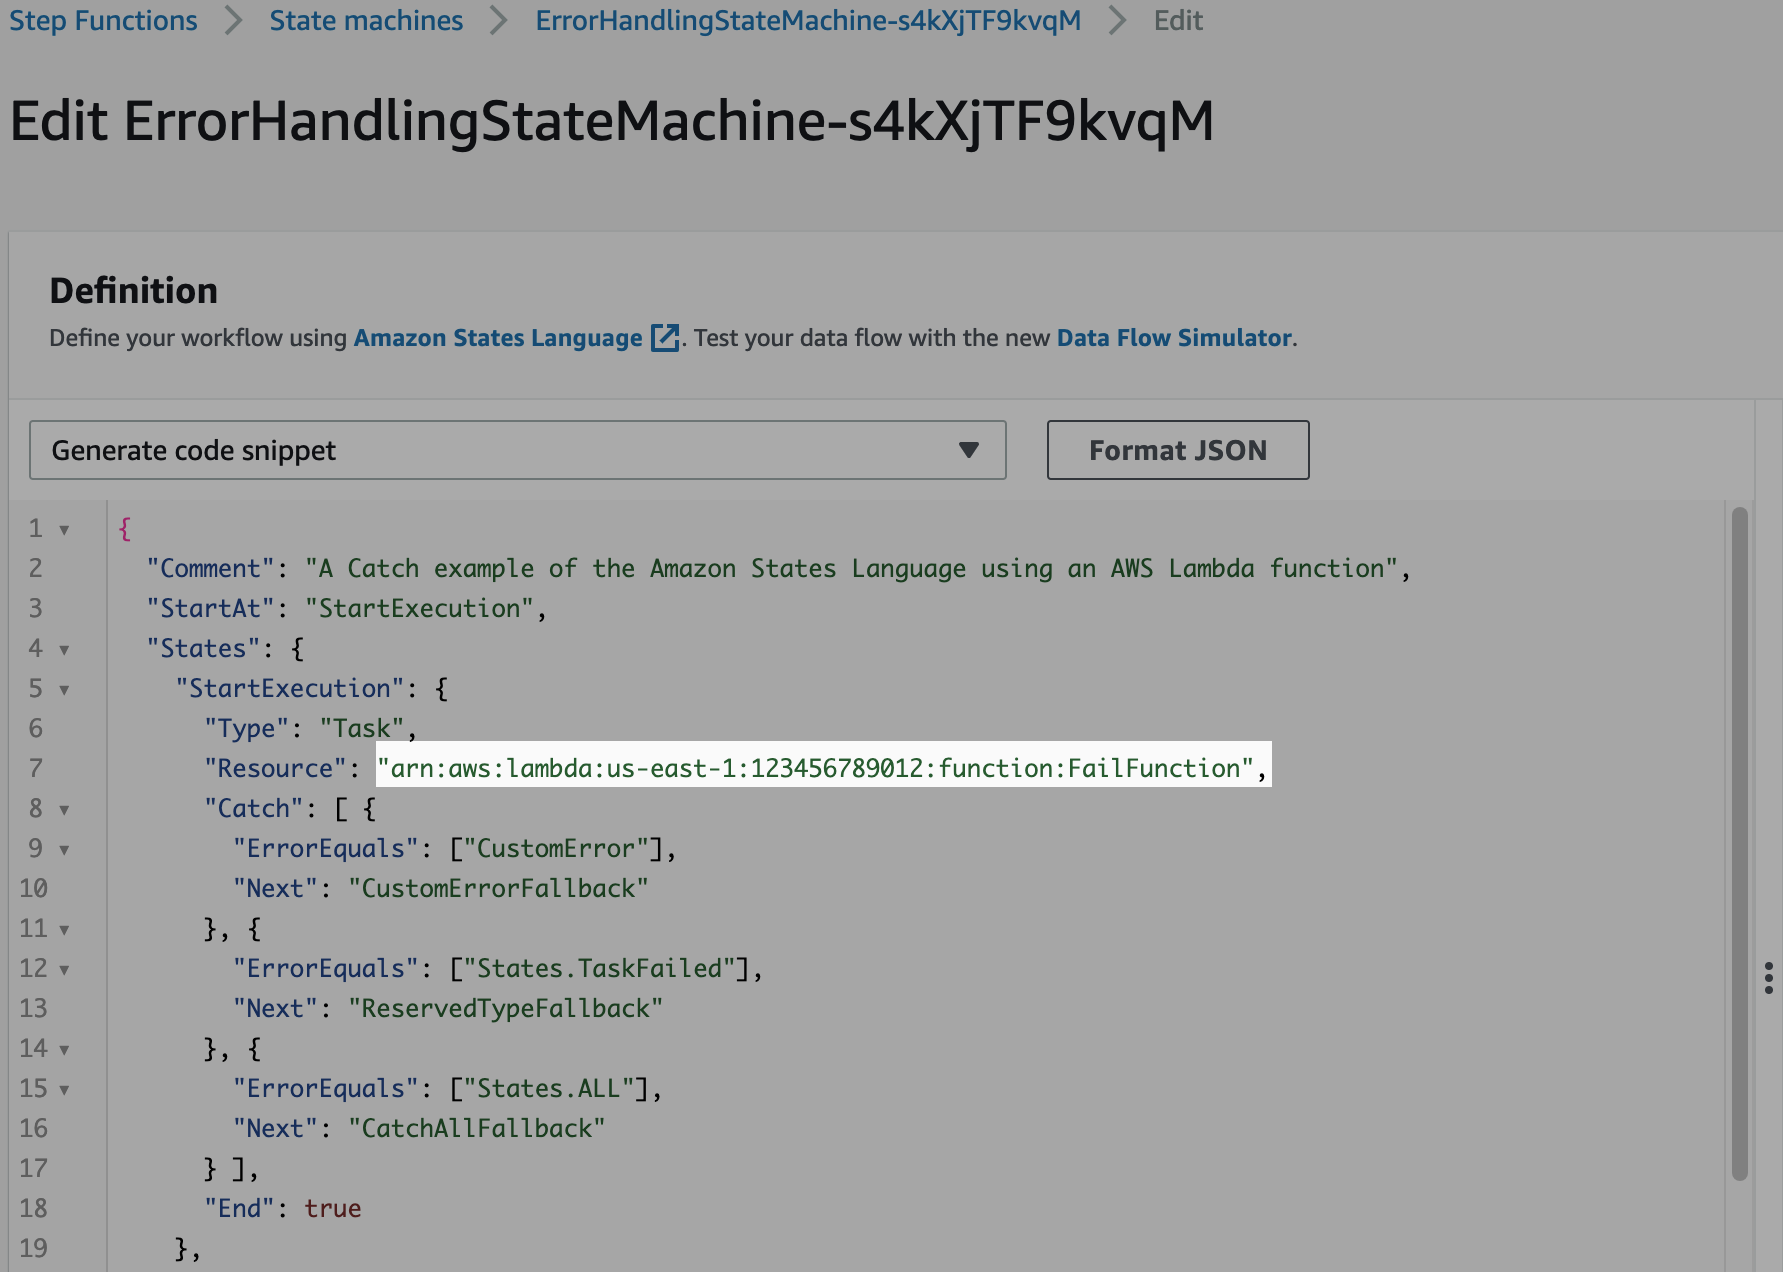 Step Functions > State machines > ErrorHandlingStateMachine-s4kXjTF9kvqM > Edit
Edit ErrorHandlingStateMachine-s4kXjTF9kvqM
Definition
Define your workflow using Amazon States Language. Test your data flow with the new Data Flow Simulator.
Generate code snippet Format JSON
1 {
2   "Comment": "A Catch example of the Amazon States Language using an AWS Lambda function",
3   "StartAt": "StartExecution",
4   "States": {
5     "StartExecution": {
6       "Type": "Task",
7       "Resource": "arn:aws:lambda:us-east-1:123456789012:function:FailFunction",
8       "Catch": [ {
9         "ErrorEquals": ["CustomError"],
10         "Next": "CustomErrorFallback"
11       }, {
12         "ErrorEquals": ["States.TaskFailed"],
13         "Next": "ReservedTypeFallback"
14       }, {
15         "ErrorEquals": ["States.ALL"],
16         "Next": "CatchAllFallback"
17       } ],
18       "End": true
19     },